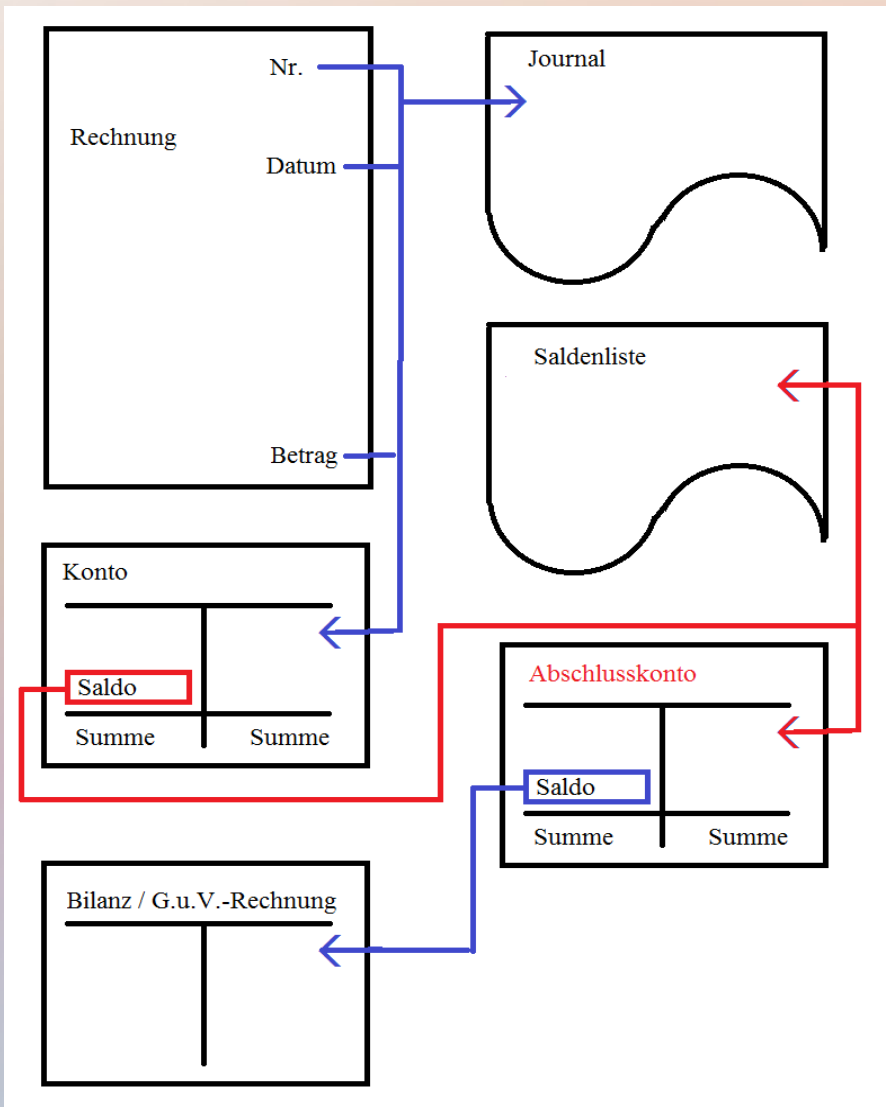 Nr.
Rechnung
Datum
Betrag
Journal
Saldenliste
Konto
Saldo
Summe Summe
Abschlusskonto
Saldo
Summe Summe
Bilanz / G.u.V.-Rechnung